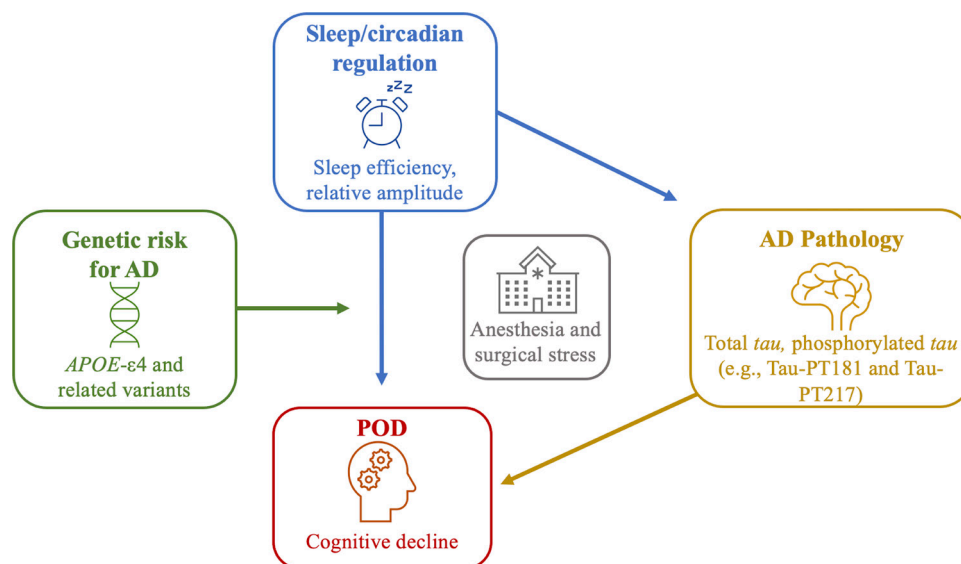 Sleep/circadian
regulation
zzZZ
Sleep efficiency,
relative amplitude
Genetic risk
for AD
APOE-ε4 and
related variants
Anesthesia and
surgical stress
AD Pathology
Total tau, phosphorylated tau
(e.g., Tau-PT181 and Tau-
PT217)
POD
Cognitive decline